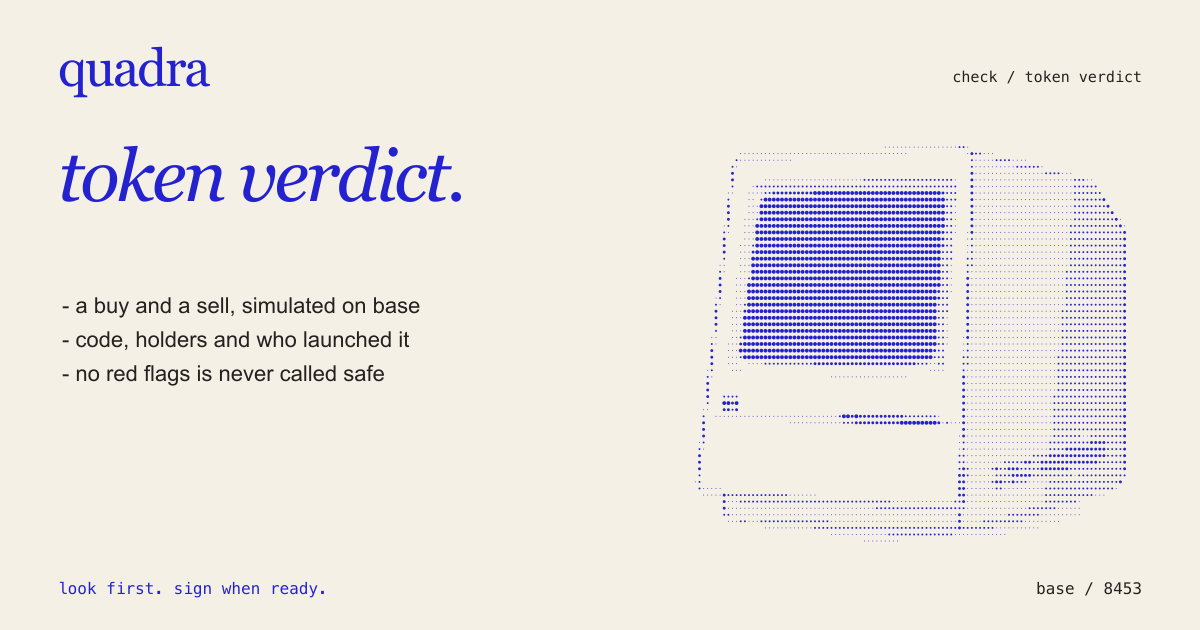 quadra
check / token verdict
token verdict.
- a buy and a sell, simulated on base
- code, holders and who launched it
- no red flags is never called safe
look first. sign when ready.
base / 8453